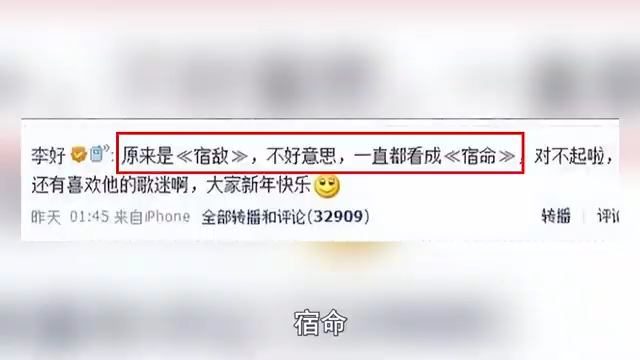 李好：原来是≪宿敌≫，不好意思，一直都看成≪宿命≫，对不起啦，
还有喜欢他的歌迷啊，大家新年快乐
昨天 01:45 来自iPhone 全部转播和评论(32909) 转播 评论
宿命